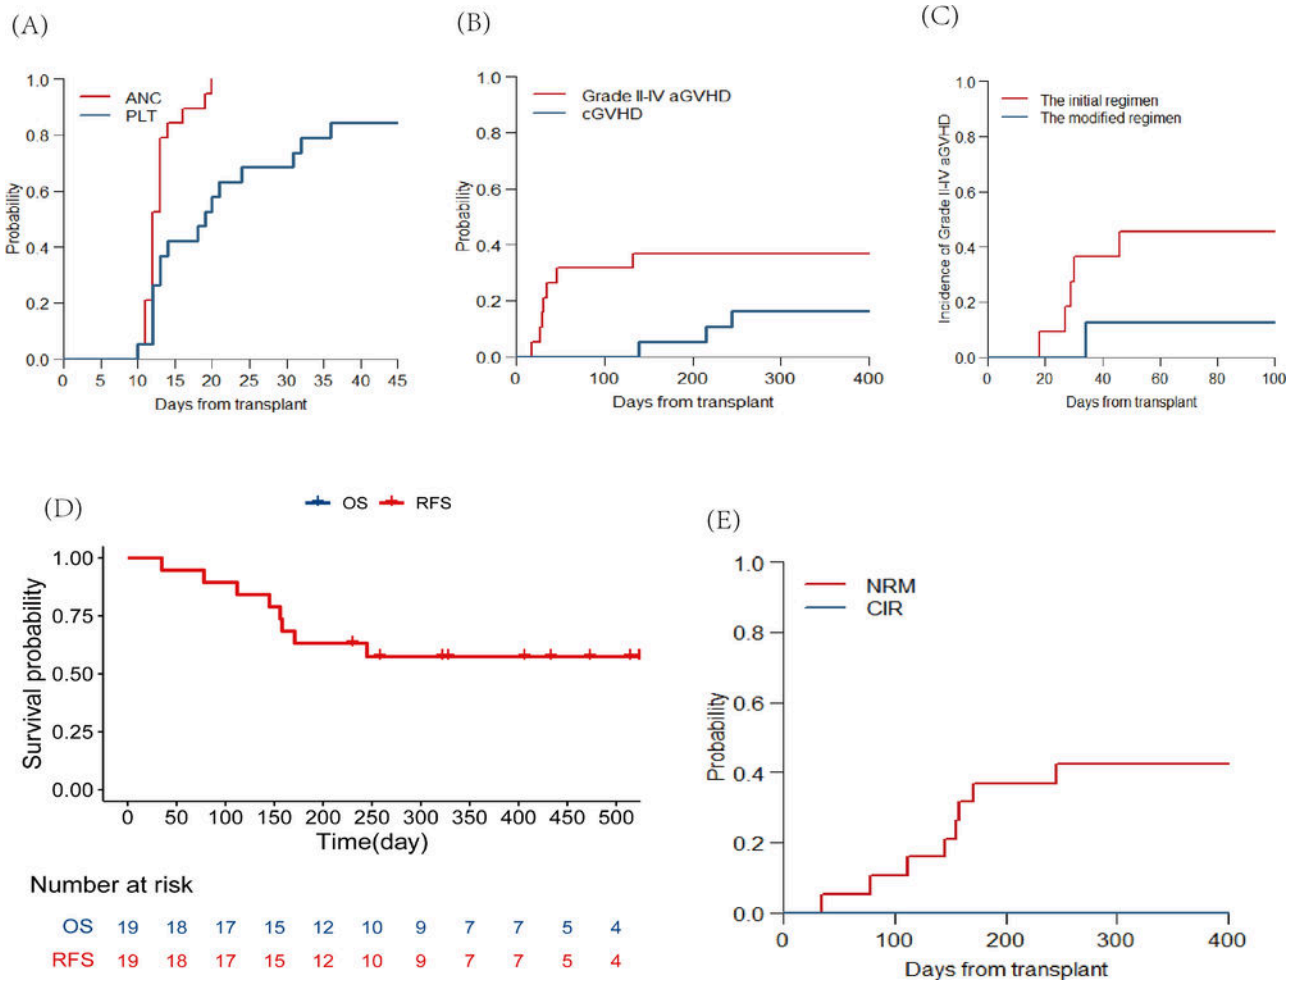 (A)
1.0
0.8
0.6
0.4
0.2
0.0
Probability
ANC
PLT
0 5 10 15 20 25 30 35 40 45
Days from transplant
(B)
1.0
0.8
0.6
0.4
0.2
0.0
Probability
Grade II-IV aGVHD
cGVHD
0 100 200 300 400
Days from transplant
(C)
1.0
0.8
0.6
0.4
0.2
0.0
Incidence of Grade II-IV aGVHD
The initial regimen
The modified regimen
0 20 40 60 80 100
Days from transplant
(D)
OS RFS
1.00
0.75
0.50
0.25
0.00
Survival probability
0 50 100 150 200 250 300 350 400 450 500
Time(day)
Number at risk
OS 19 18 17 15 12 10 9 7 7 5 4
RFS 19 18 17 15 12 10 9 7 7 5 4
(E)
1.0
0.8
0.6
0.4
0.2
0.0
Probability
NRM
CIR
0 100 200 300 400
Days from transplant